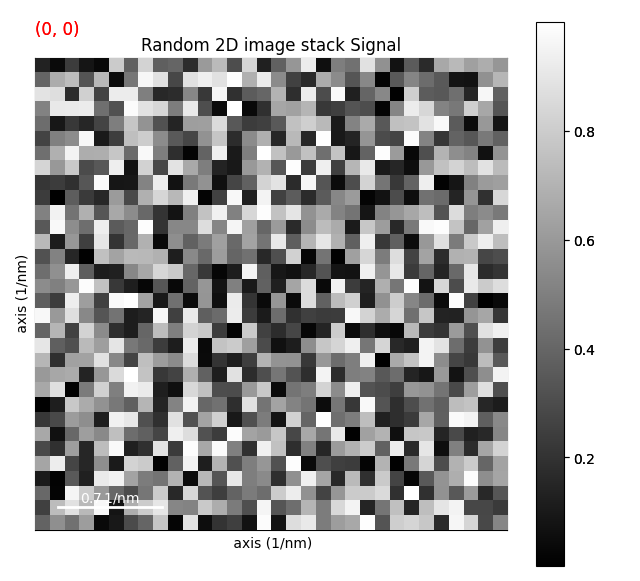 (0, 0)
Random 2D image stack Signal
axis (1/nm)
0.8
0.6
0.4
0.2
0.7 1/nm
axis (1/nm)